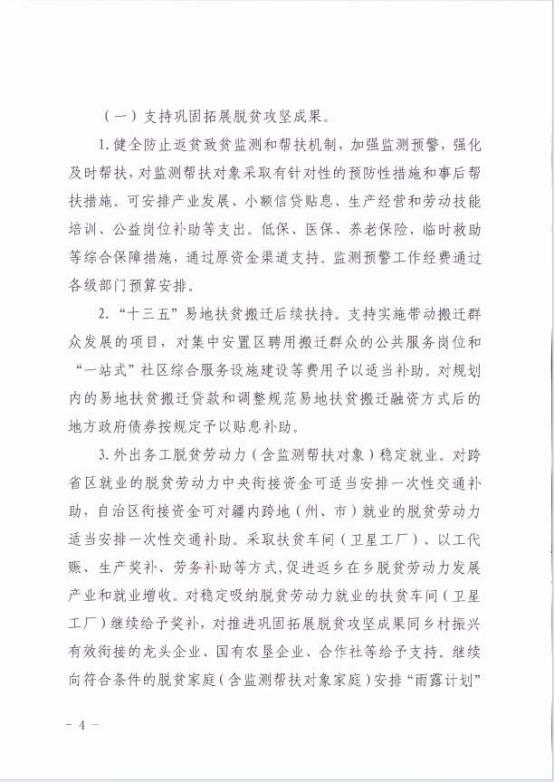 （一）支持巩固拓展脱贫攻坚成果。
1.健全防止返贫致贫监测和帮扶机制，加强监测预警，强化
及时帮扶，对监测帮扶对象采取有针对性的预防性措施和事后帮
扶措施。可安排产业发展、小额信贷贴息、生产经营和劳动技能
培训、公益岗位补助等支出。低保、医保、养老保险、临时救助
等综合保障措施，通过原资金渠道支持。监测预警工作经费通过
各级部门预算安排。
2.“十三五”易地扶贫搬迁后续扶持。支持实施带动搬迁群
众发展的项目，对集中安置区聘用搬迁群众的公共服务岗位和
“一站式”社区综合服务设施建设等费用予以适当补助。对规划
内的易地扶贫搬迁贷款和调整规范易地扶贫搬迁融资方式后的
地方政府债券按规定予以贴息补助。
3.外出务工脱贫劳动力（含监测帮扶对象）稳定就业。对跨
省区就业的脱贫劳动力中央衔接资金可适当安排一次性交通补
助，自治区衔接资金可对疆内跨地（州、市）就业的脱贫劳动力
适当安排一次性交通补助。采取扶贫车间（卫星工厂）、以工代
赈、生产奖补、劳务补助等方式，促进返乡在乡脱贫劳动力发展
产业和就业增收。对稳定吸纳脱贫劳动力就业的扶贫车间（卫星
工厂）继续给予奖补，对推进巩固拓展脱贫攻坚成果同乡村振兴
有效衔接的龙头企业、国有农垦企业、合作社等给予支持。继续
向符合条件的脱贫家庭（含监测帮扶对象家庭）安排“雨露计划”
- 4 -